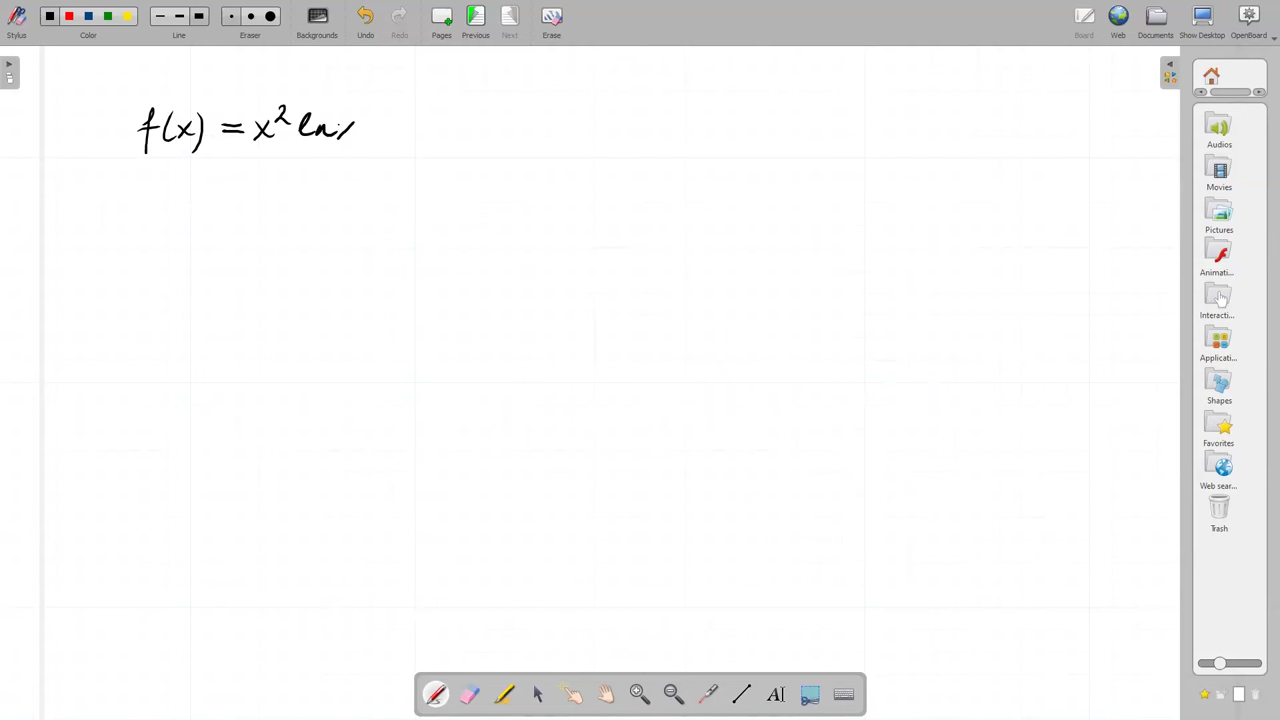 Stylus Color Line Eraser Backgrounds Undo Redo Pages Previous Next Erase Board Web Documents Show Desktop OpenBoard
f(x) = x² ln
Audios
Movies
Pictures
Animati...
Interacti...
Applicati...
Shapes
Favorites
Web sear...
Trash
AI